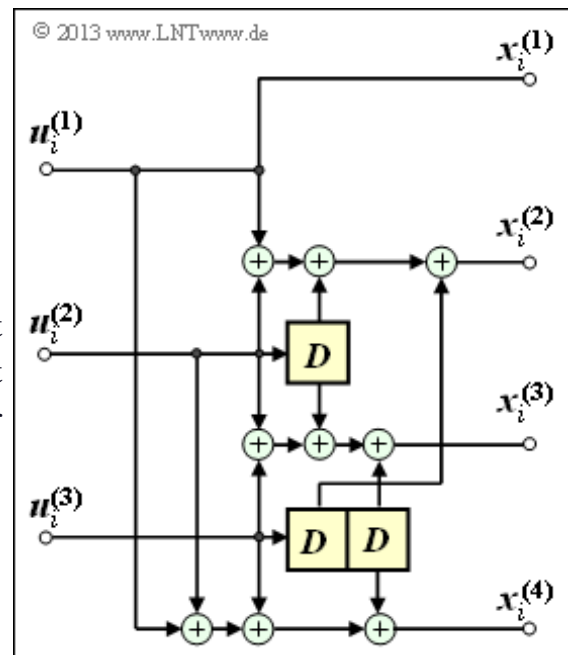 © 2013 www.LNTwww.de
x_i^(1)
u_i^(1)
x_i^(2)
u_i^(2)
D
x_i^(3)
u_i^(3)
D D
x_i^(4)